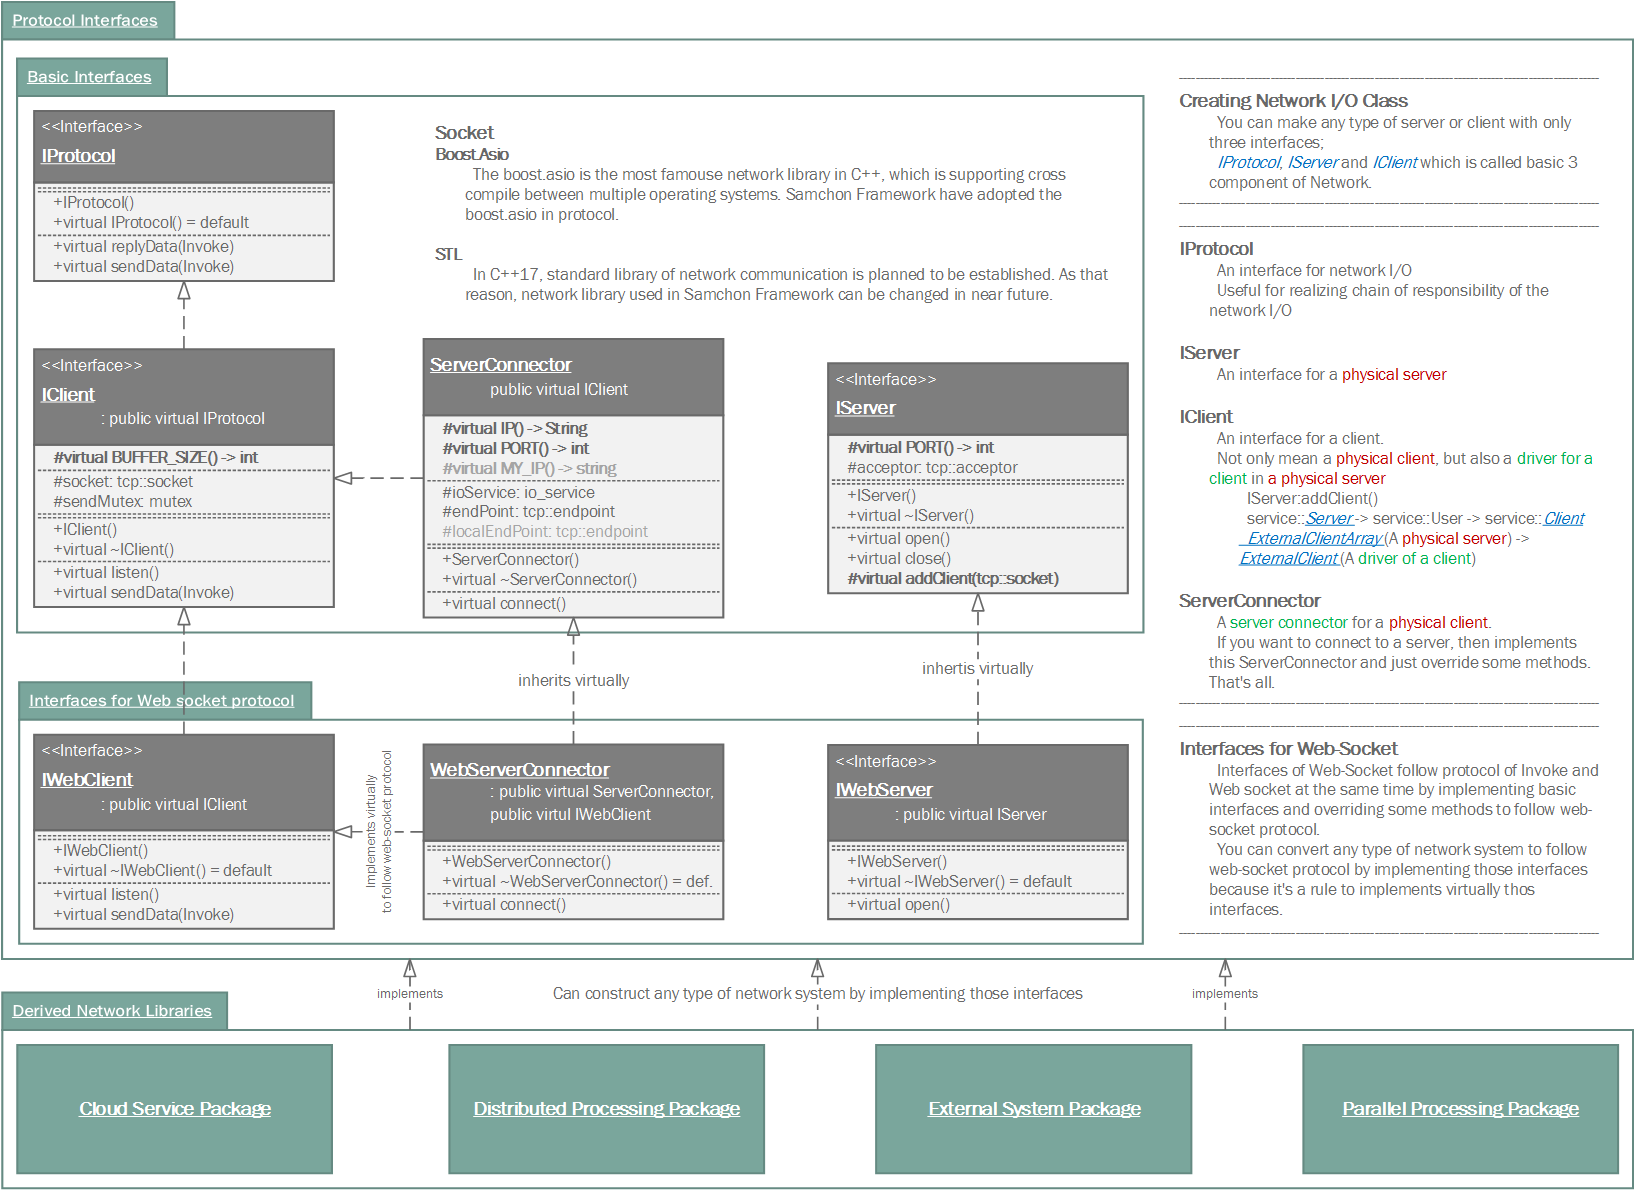 Protocol Interfaces
Basic Interfaces
<<Interface>>
IProtocol
+IProtocol()
+virtual IProtocol() = default
+virtual replyData(Invoke)
+virtual sendData(Invoke)
Socket
Boost.Asio
The boost.asio is the most famouse network library in C++, which is supporting cross
compile between multiple operating systems. Samchon Framework have adopted the
boost.asio in protocol.
STL
In C++17, standard library of network communication is planned to be established. As that
reason, network library used in Samchon Framework can be changed in near future.
<<Interface>>
IClient
: public virtual IProtocol
#virtual BUFFER_SIZE() -> int
#socket: tcp::socket
#sendMutex: mutex
+IClient()
+virtual ~IClient()
+virtual listen()
+virtual sendData(Invoke)
ServerConnector
public virtual IClient
#virtual IP() -> String
#virtual PORT() -> int
#virtual MY_IP() -> string
#ioService: io_service
#endPoint: tcp::endpoint
#localEndPoint: tcp::endpoint
+ServerConnector()
+virtual ~ServerConnector()
+virtual connect()
<<Interface>>
IServer
#virtual PORT() -> int
#acceptor: tcp::acceptor
+IServer()
+virtual ~IServer()
+virtual open()
+virtual close()
#virtual addClient(tcp::socket)
inherits virtually
inhertis virtually
Interfaces for Web socket protocol
<<Interface>>
IWebClient
: public virtual IClient
+IWebClient()
+virtual ~IWebClient() = default
+virtual listen()
+virtual sendData(Invoke)
Implements virtually
to follow web-socket protocol
WebServerConnector
: public virtual ServerConnector,
public virtul IWebClient
+WebServerConnector()
+virtual ~WebServerConnector() = def.
+virtual connect()
<<Interface>>
IWebServer
: public virtual IServer
+IWebServer()
+virtual ~IWebServer() = default
+virtual open()
Creating Network I/O Class
You can make any type of server or client with only
three interfaces;
IProtocol, IServer and IClient which is called basic 3
component of Network.
IProtocol
An interface for network I/O
Useful for realizing chain of responsibility of the
network I/O
IServer
An interface for a physical server
IClient
An interface for a client.
Not only mean a physical client, but also a driver for a
client in a physical server
IServer:addClient()
service::Server -> service::User -> service::Client
ExternalClientArray (A physical server) ->
ExternalClient (A driver of a client)
ServerConnector
A server connector for a physical client.
If you want to connect to a server, then implements
this ServerConnector and just override some methods.
That's all.
Interfaces for Web-Socket
Interfaces of Web-Socket follow protocol of Invoke and
Web socket at the same time by implementing basic
interfaces and overriding some methods to follow web-
socket protocol.
You can convert any type of network system to follow
web-socket protocol by implementing those interfaces
because it's a rule to implements virtually thos
interfaces.
implements
Can construct any type of network system by implementing those interfaces
implements
Derived Network Libraries
Cloud Service Package
Distributed Processing Package
External System Package
Parallel Processing Package